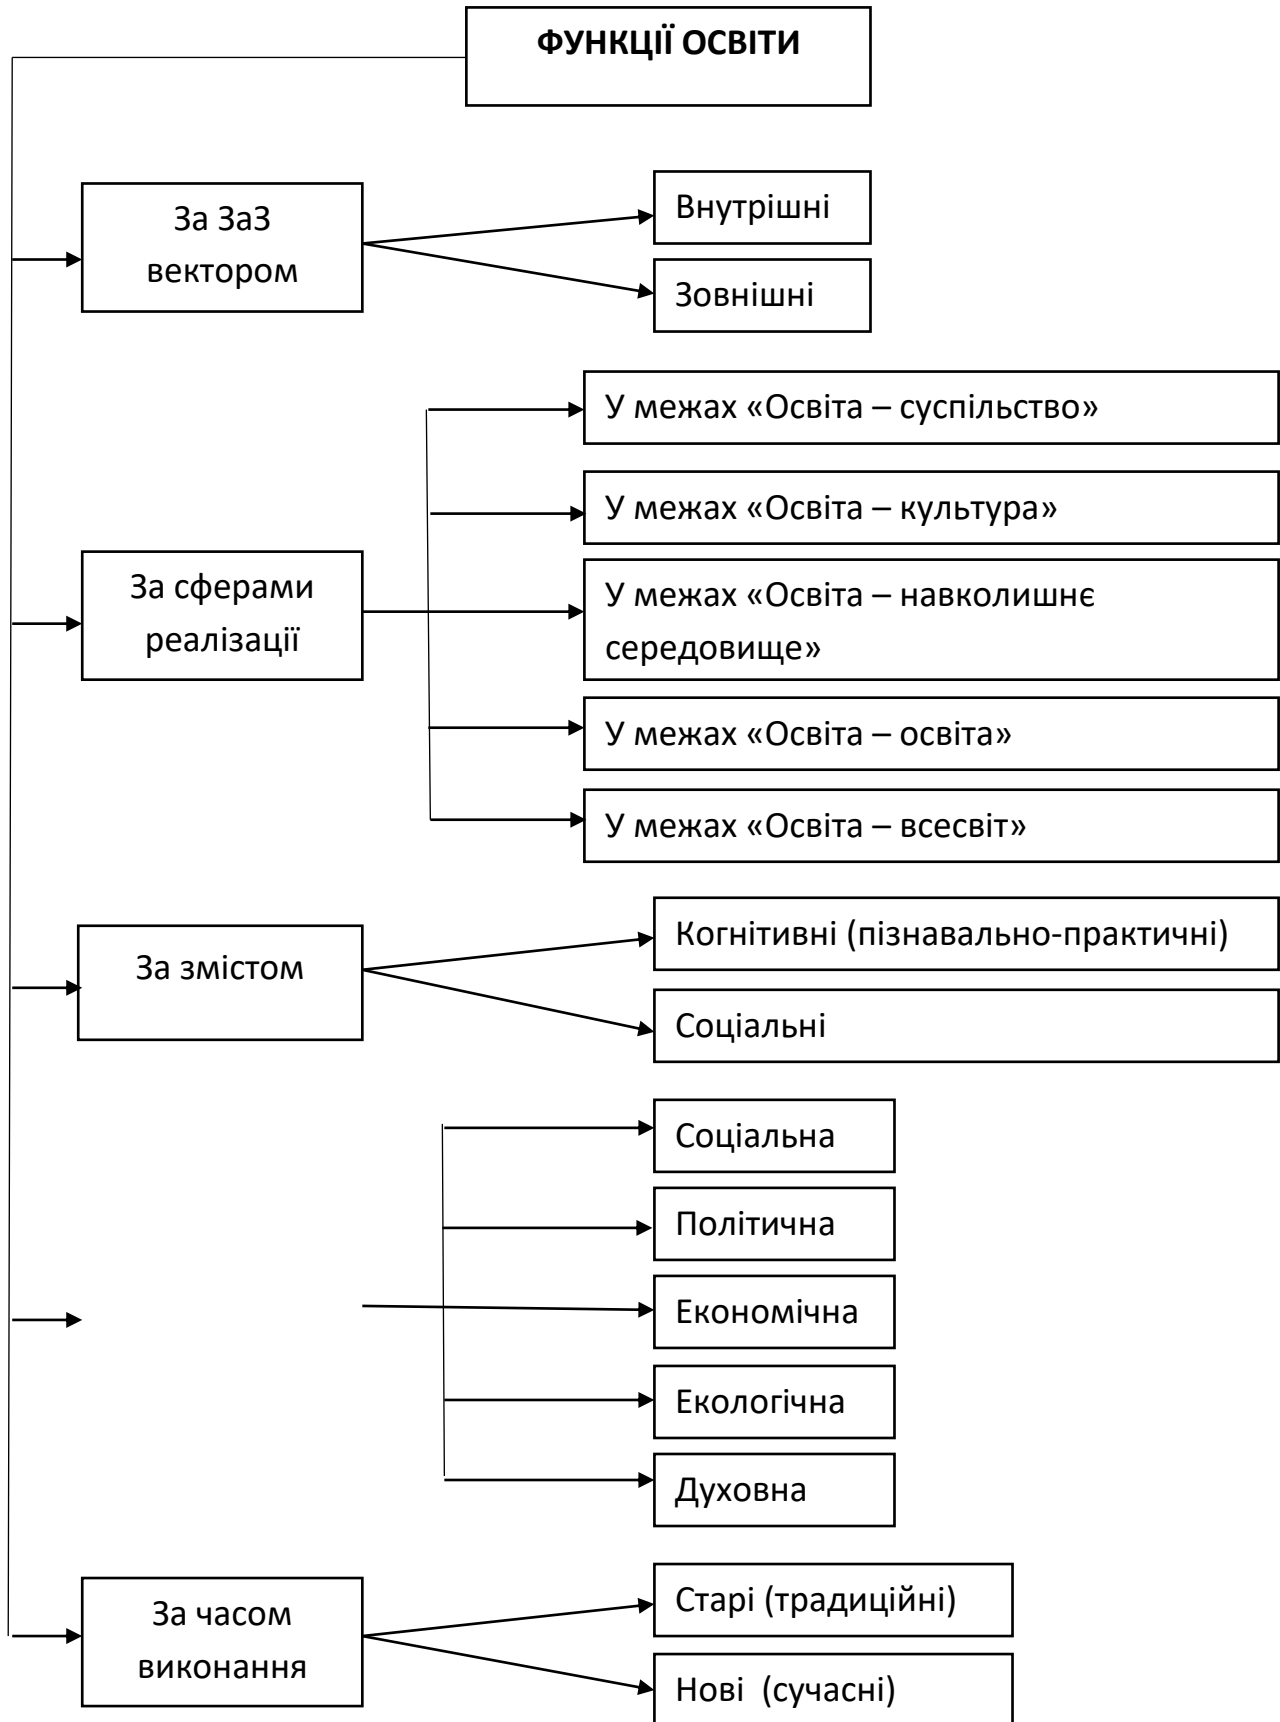 ФУНКЦІЇ ОСВІТИ
За ЗаЗ
вектором
Внутрішні
Зовнішні
За сферами
реалізації
У межах «Освіта – суспільство»
У межах «Освіта – культура»
У межах «Освіта – навколишнє
середовище»
У межах «Освіта – освіта»
У межах «Освіта – всесвіт»
За змістом
Когнітивні (пізнавально-практичні)
Соціальні
Соціальна
Політична
Економічна
Екологічна
Духовна
За часом
виконання
Старі (традиційні)
Нові (сучасні)